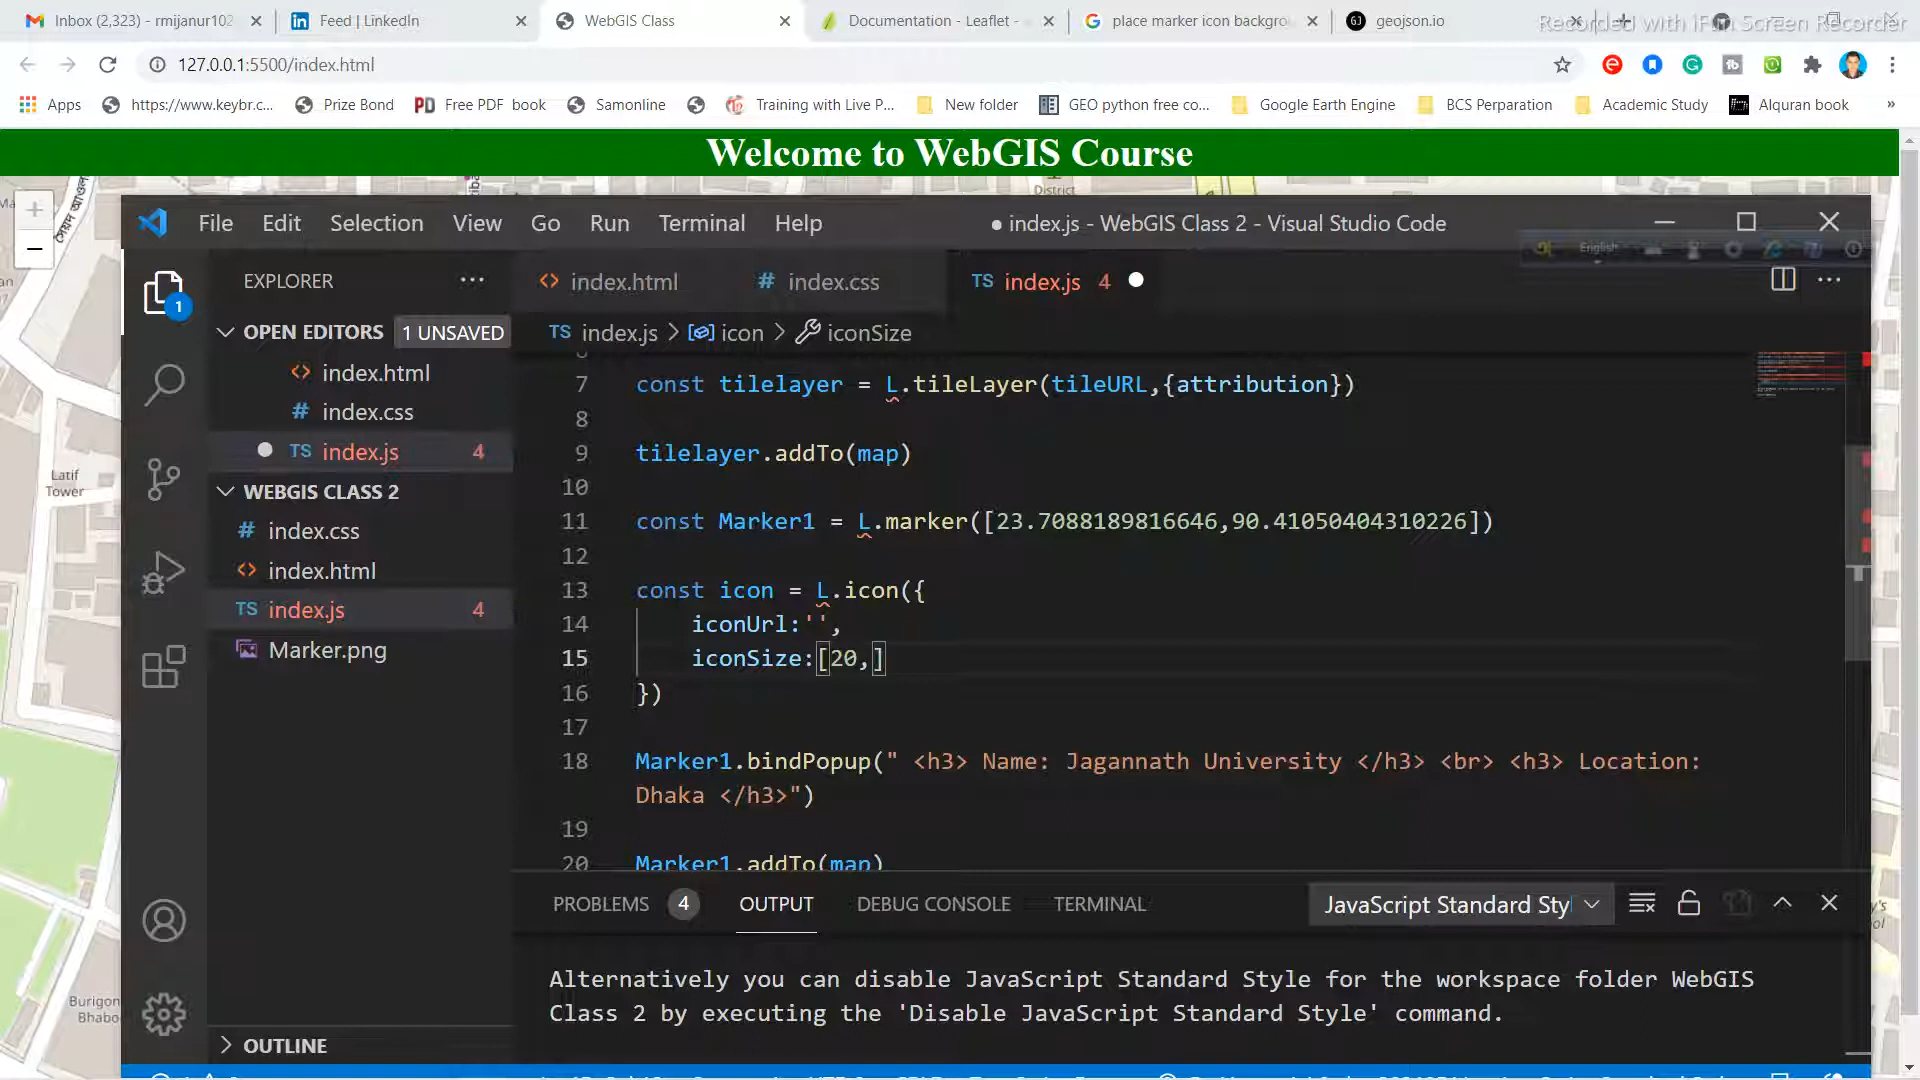 Inbox (2,323) - rmijanur102
Feed | LinkedIn
WebGIS Class
Documentation - Leaflet -
place marker icon backgro
geojson.io
Recorded with iFun Screen Recorder
127.0.0.1:5500/index.html
Apps
https://www.keybr.c...
Prize Bond
Free PDF book
Samonline
Training with Live P...
New folder
GEO python free co...
Google Earth Engine
BCS Perparation
Academic Study
Alquran book
»
Welcome to WebGIS Course
District
File Edit Selection View Go Run Terminal Help
● index.js - WebGIS Class 2 - Visual Studio Code
English
EXPLORER
index.html
index.css
TS index.js 4
OPEN EDITORS 1 UNSAVED
TS index.js > icon > iconSize
index.html
index.css
TS index.js 4
WEBGIS CLASS 2
index.css
index.html
TS index.js 4
Marker.png
OUTLINE
1
7 const tilelayer = L.tileLayer(tileURL,{attribution})
8
9 tilelayer.addTo(map)
10
11 const Marker1 = L.marker([23.7088189816646,90.41050404310226])
12
13 const icon = L.icon({
14 iconUrl:'',
15 iconSize:[20,]
16 })
17
18 Marker1.bindPopup(" <h3> Name: Jagannath University </h3> <br> <h3> Location:
Dhaka </h3>")
19
20 Marker1.addTo(map)
PROBLEMS 4 OUTPUT DEBUG CONSOLE TERMINAL
JavaScript Standard Styl
Alternatively you can disable JavaScript Standard Style for the workspace folder WebGIS
Class 2 by executing the 'Disable JavaScript Standard Style' command.
Latif
Tower
Burigon
Bhabo